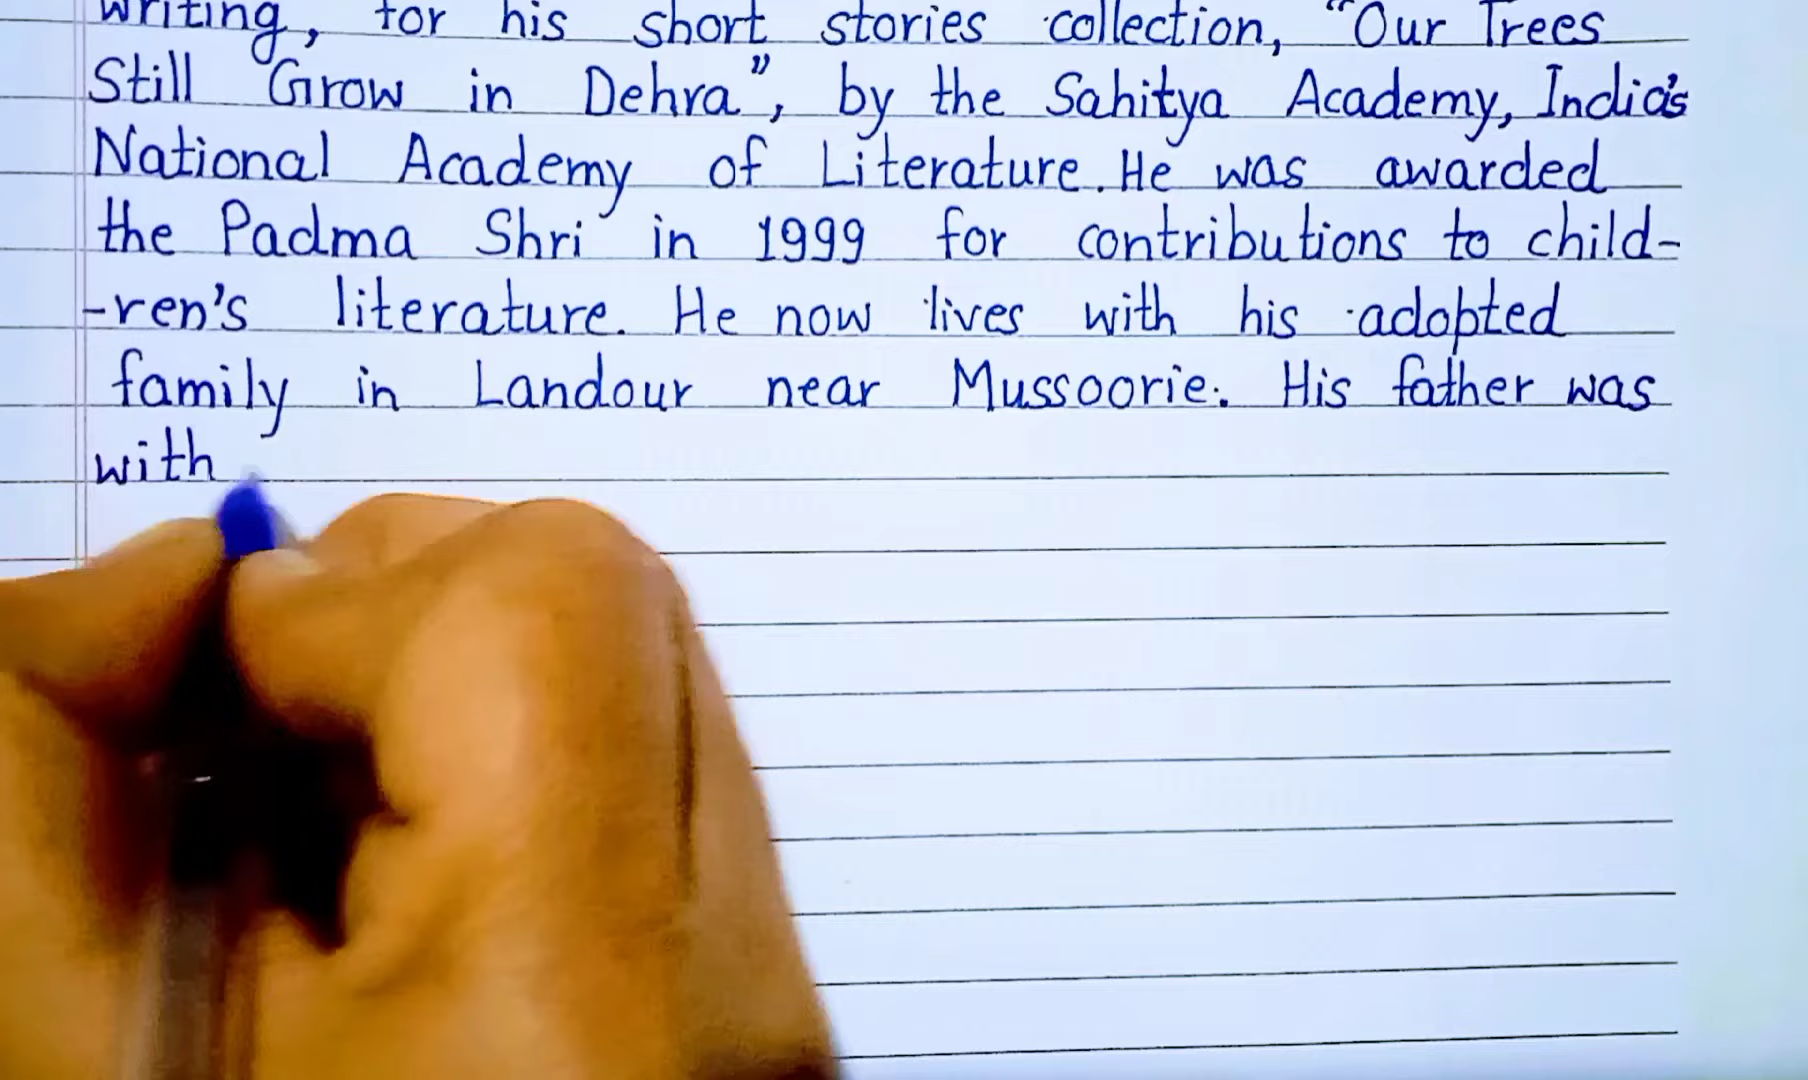 writing, for his short stories collection, "Our Trees
Still Grow in Dehra", by the Sahitya Academy, India's
National Academy of Literature. He was awarded
the Padma Shri in 1999 for contributions to child-
-ren's literature. He now lives with his adopted
family in Landour near Mussoorie. His father was
with